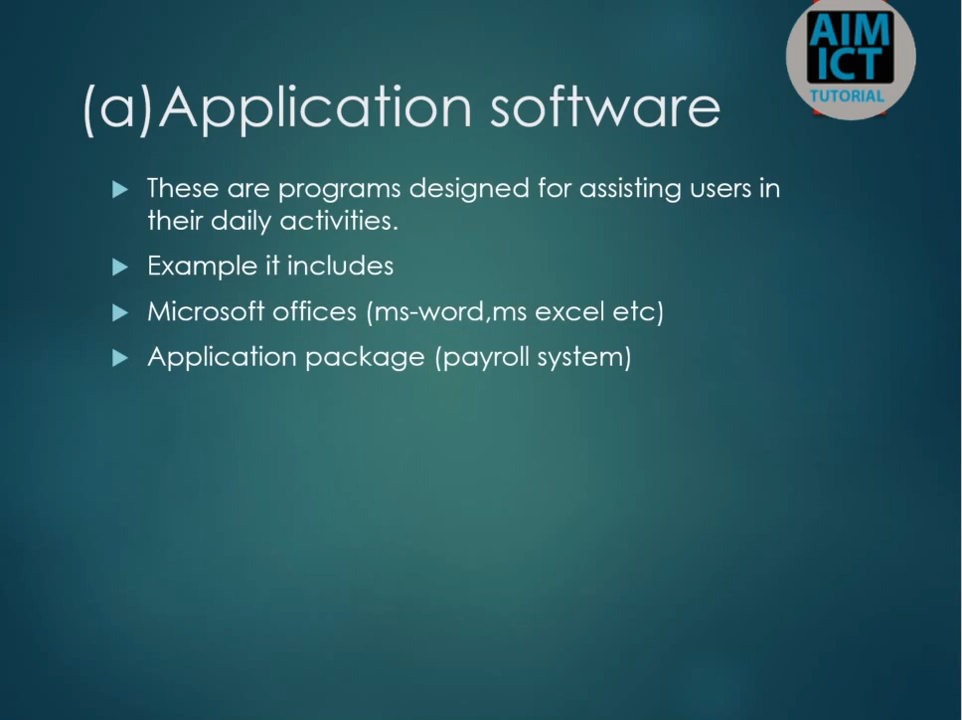 AIM
ICT
TUTORIAL
(a)Application software
These are programs designed for assisting users in
their daily activities.
Example it includes
Microsoft offices (ms-word,ms excel etc)
Application package (payroll system)